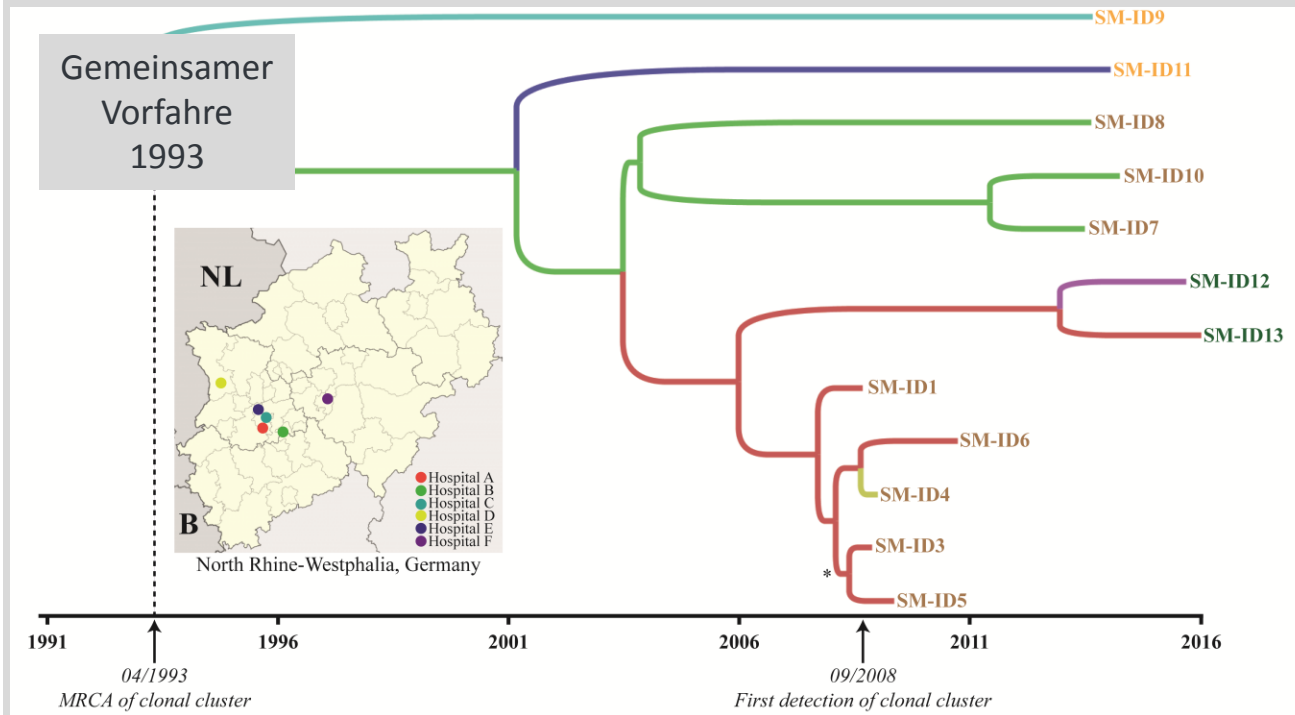 SM-ID9
Gemeinsamer
Vorfahre
1993
SM-ID11
SM-ID8
SM-ID10
SM-ID7
NL
SM-ID12
SM-ID13
SM-ID1
SM-ID6
SM-ID4
SM-ID3
SM-ID5
*
B
Hospital A
Hospital B
Hospital C
Hospital D
Hospital E
Hospital F
North Rhine-Westphalia, Germany
1991 1996 2001 2006 2011 2016
04/1993
MRCA of clonal cluster
09/2008
First detection of clonal cluster